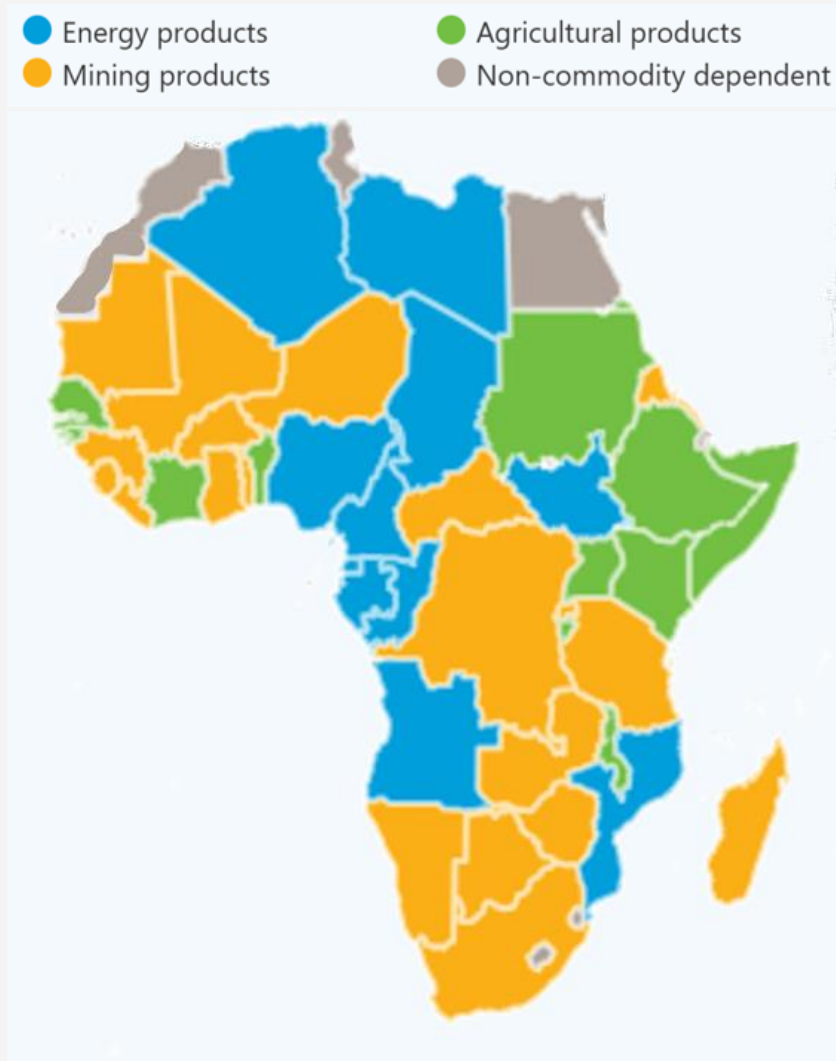 Energy products
Agricultural products
Mining products
Non-commodity dependent